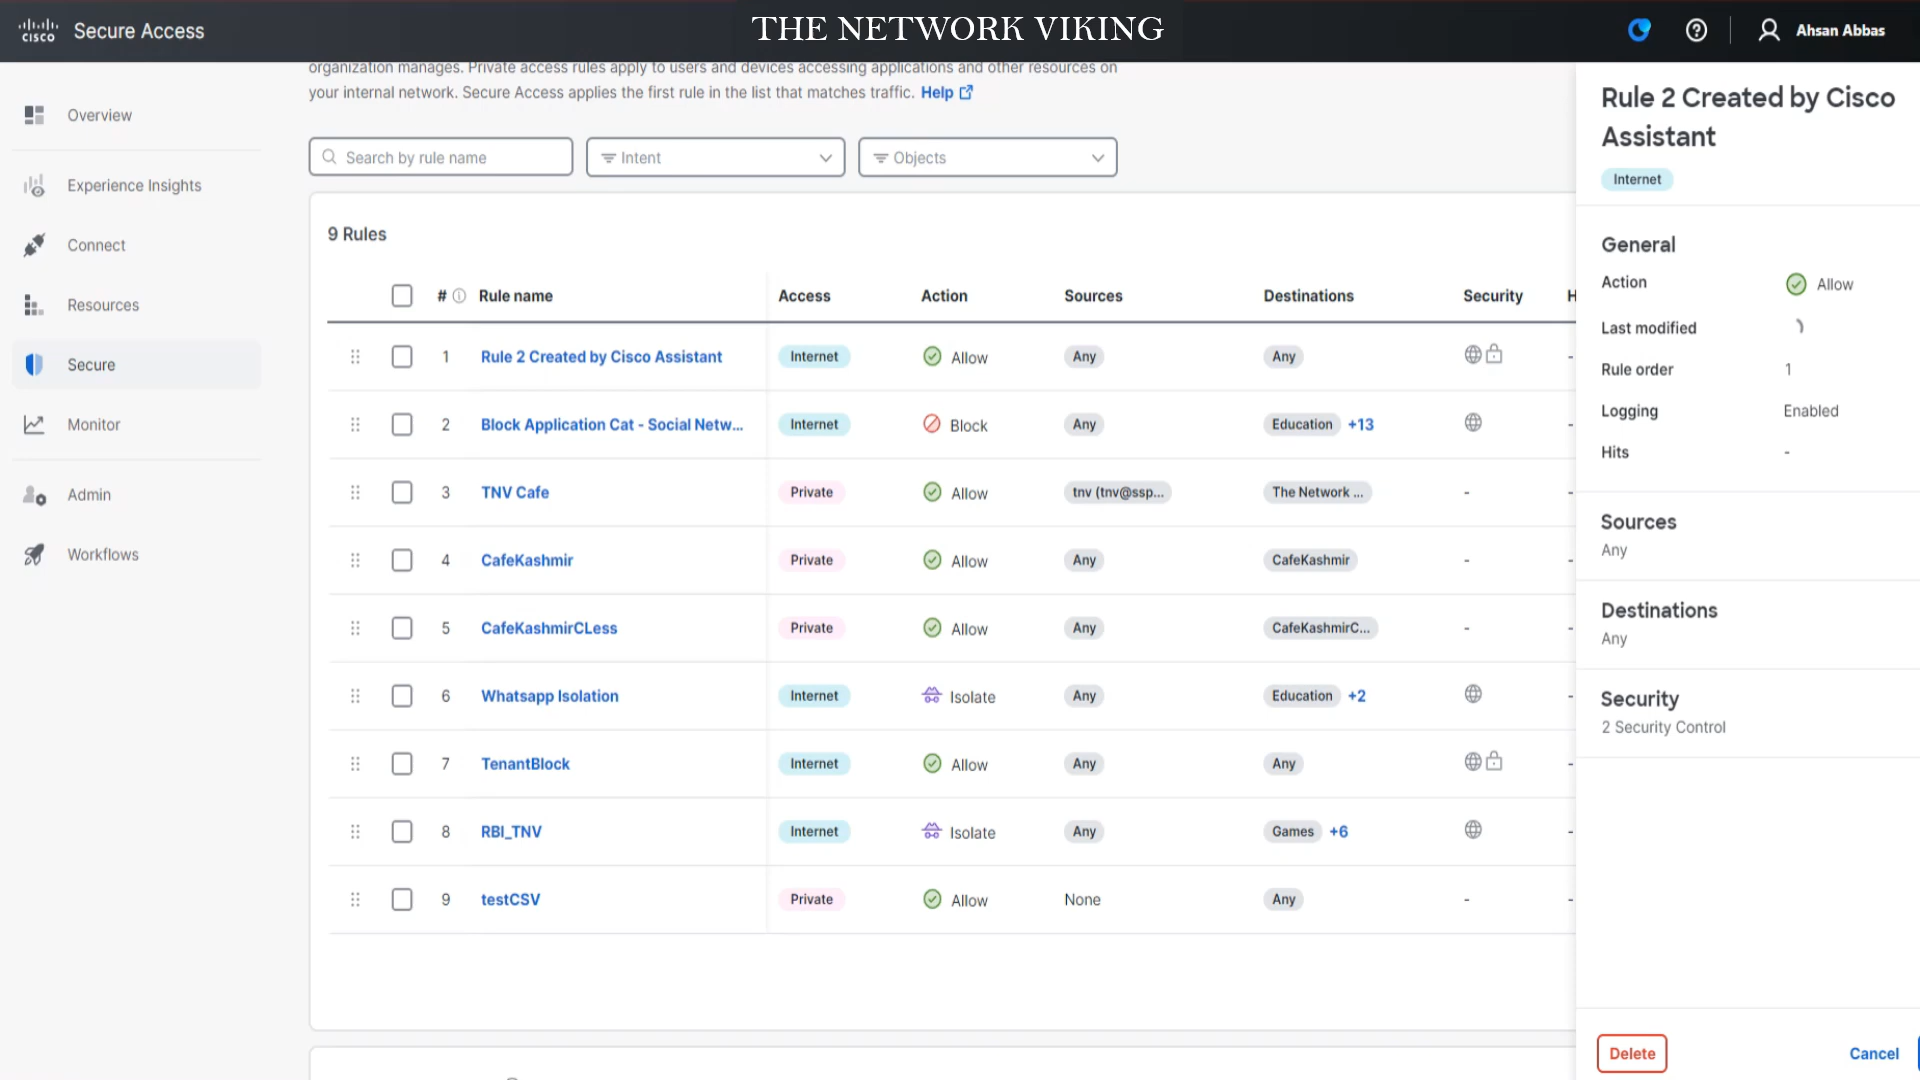 CISCO Secure Access
THE NETWORK VIKING
Ahsan Abbas
Overview
Experience Insights
Connect
Resources
Secure
Monitor
Admin
Workflows
organization manages. Private access rules apply to users and devices accessing applications and other resources on
your internal network. Secure Access applies the first rule in the list that matches traffic. Help
Search by rule name Intent Objects
9 Rules
# Rule name Access Action Sources Destinations Security H
1 Rule 2 Created by Cisco Assistant Internet Allow Any Any -
2 Block Application Cat - Social Netw... Internet Block Any Education +13 -
3 TNV Cafe Private Allow tnv (tnv@ssp... The Network ... - -
4 CafeKashmir Private Allow Any CafeKashmir - -
5 CafeKashmirCLess Private Allow Any CafeKashmirC... - -
6 Whatsapp Isolation Internet Isolate Any Education +2 -
7 TenantBlock Internet Allow Any Any -
8 RBI_TNV Internet Isolate Any Games +6 -
9 testCSV Private Allow None Any - -
Rule 2 Created by Cisco
Assistant
Internet
General
Action Allow
Last modified
Rule order 1
Logging Enabled
Hits -
Sources
Any
Destinations
Any
Security
2 Security Control
Delete Cancel